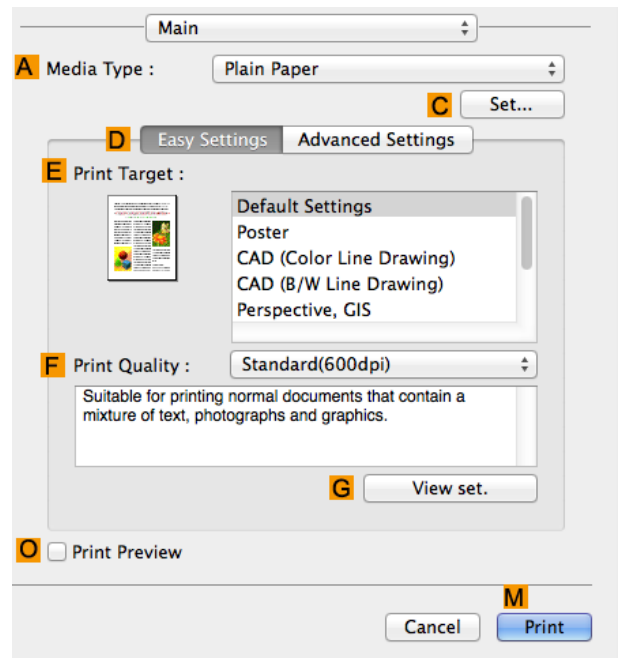 Main
A Media Type : Plain Paper
C Set...
D Easy Settings Advanced Settings
E Print Target :
Default Settings
Poster
CAD (Color Line Drawing)
CAD (B/W Line Drawing)
Perspective, GIS
F Print Quality : Standard(600dpi)
Suitable for printing normal documents that contain a
mixture of text, photographs and graphics.
G View set.
O Print Preview
M
Cancel Print